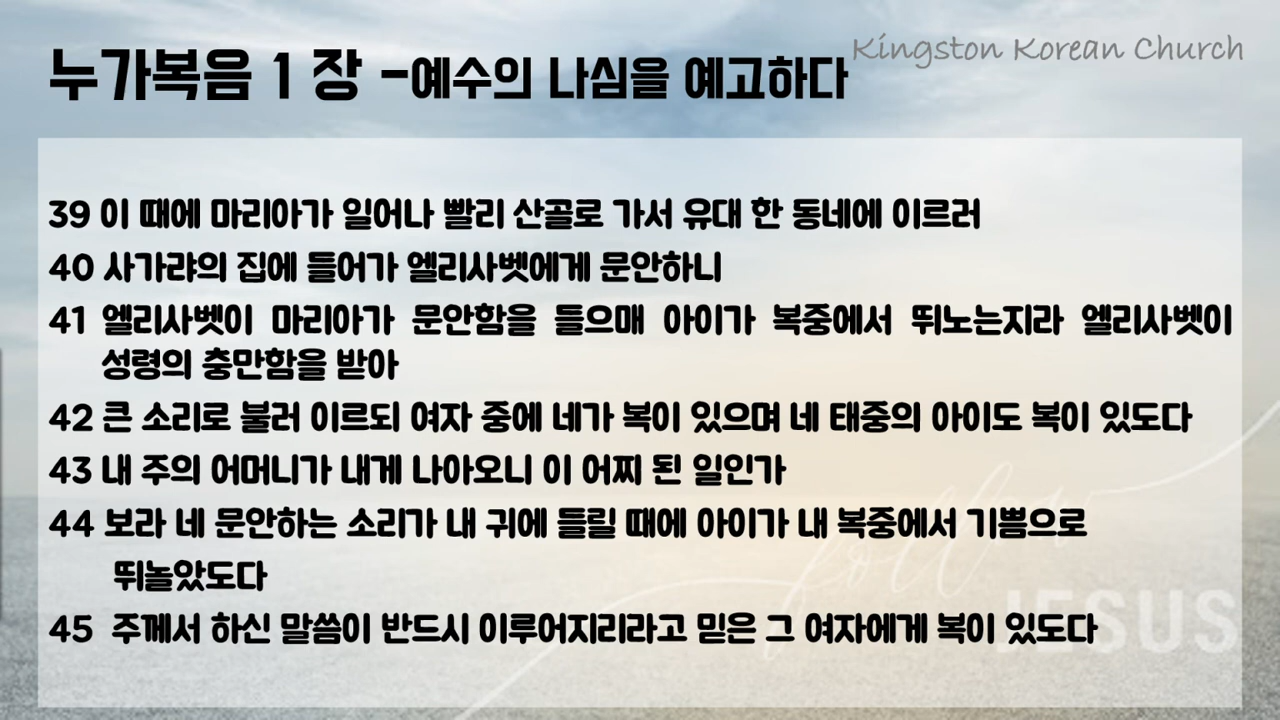 누가복음 1 장 -예수의 나심을 예고하다
Kingston Korean Church
39 이 때에 마리아가 일어나 빨리 산골로 가서 유대 한 동네에 이르러
40 사가랴의 집에 들어가 엘리사벳에게 문안하니
41 엘리사벳이 마리아가 문안함을 들으매 아이가 복중에서 뛰노는지라 엘리사벳이
성령의 충만함을 받아
42 큰 소리로 불러 이르되 여자 중에 네가 복이 있으며 네 태중의 아이도 복이 있도다
43 내 주의 어머니가 내게 나아오니 이 어찌 된 일인가
44 보라 네 문안하는 소리가 내 귀에 들릴 때에 아이가 내 복중에서 기쁨으로
뛰놀았도다
45 주께서 하신 말씀이 반드시 이루어지리라고 믿은 그 여자에게 복이 있도다
follow
JESUS